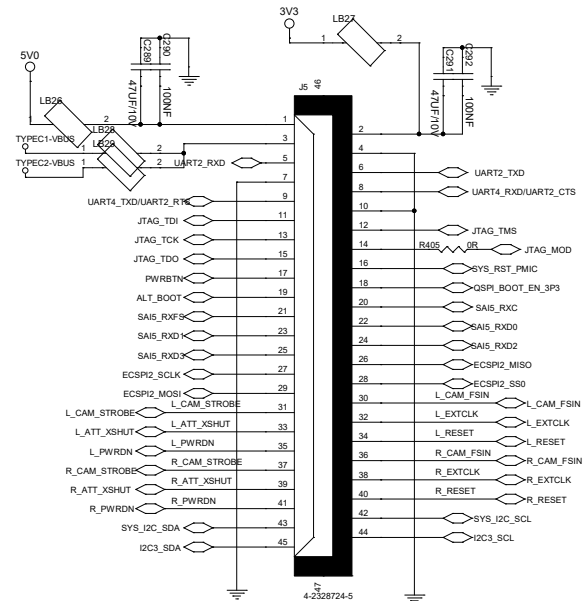 3V3
LB27
1
2
5V0
C289
C290
47UF/10V
100NF
C291
C292
47UF/10V
100NF
LB26
1 2
J5
46
TYPEC1-VBUS
1
LB28
2
TYPEC2-VBUS
1
LB29
2
1
2
3
4
UART2_RXD
5
6
UART2_TXD
7
8
UART4_RXD/UART2_CTS
UART4_TXD/UART2_RTS
9
10
JTAG_TDI
11
12
JTAG_TMS
JTAG_TCK
13
14
R405 0R
JTAG_MOD
JTAG_TDO
15
16
SYS_RST_PMIC
PWRBTN
17
18
QSPI_BOOT_EN_3P3
ALT_BOOT
19
20
SAI5_RXC
SAI5_RXFS
21
22
SAI5_RXD0
SAI5_RXD1
23
24
SAI5_RXD2
SAI5_RXD3
25
26
ECSPI2_MISO
ECSPI2_SCLK
27
28
ECSPI2_SS0
ECSPI2_MOSI
29
30
L_CAM_FSIN
L_CAM_FSIN
L_CAM_STROBE
L_CAM_STROBE
31
32
L_EXTCLK
L_EXTCLK
L_ATT_XSHUT
L_ATT_XSHUT
33
34
L_RESET
L_RESET
L_PWRDN
L_PWRDN
35
36
R_CAM_FSIN
R_CAM_FSIN
R_CAM_STROBE
R_CAM_STROBE
37
38
R_EXTCLK
R_EXTCLK
R_ATT_XSHUT
R_ATT_XSHUT
39
40
R_RESET
R_RESET
R_PWRDN
R_PWRDN
41
42
SYS_I2C_SCL
SYS_I2C_SDA
43
44
I2C3_SCL
I2C3_SDA
45
47
4-2328724-5